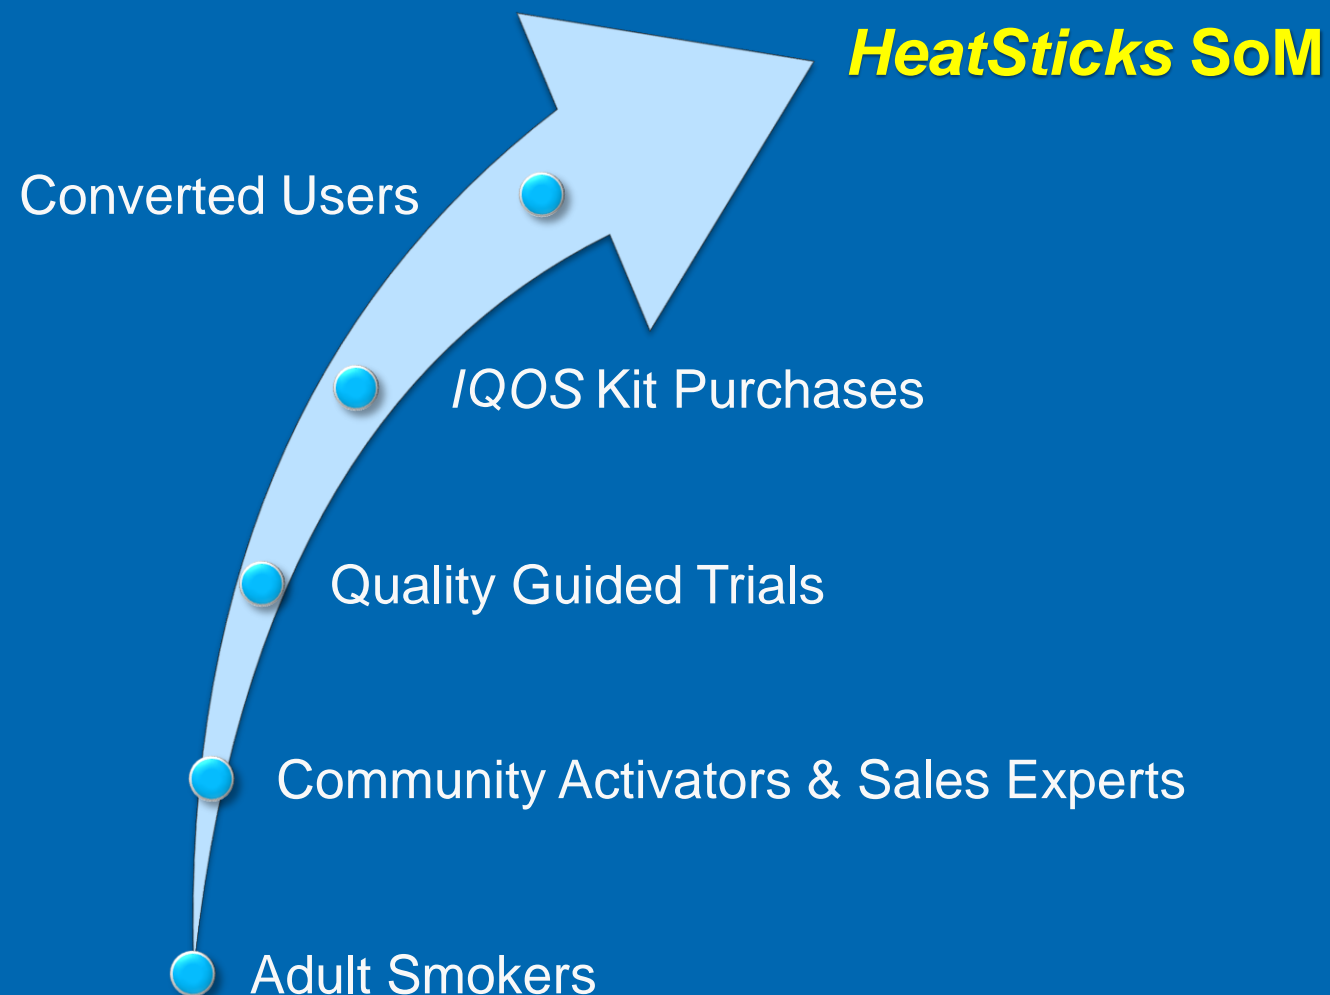 HeatSticks SoM
Converted Users
IQOS Kit Purchases
Quality Guided Trials
Community Activators & Sales Experts
Adult Smokers